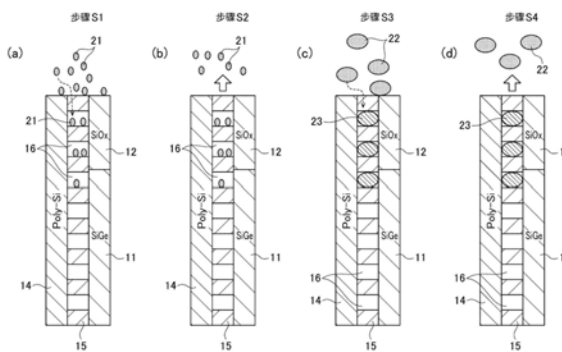 步骤S1 步骤S2 步骤S3 步骤S4
(a) 21 (b) 21 (c) 22 (d) 22
21 23 23
SiOx SiOx SiOx SiOx
16 12 16 12 12
Poly-Si Poly-Si Poly-Si Poly-Si
SiGe SiGe SiGe SiGe
11 11 11
16 16
14 14 14 14
15 15 15 15